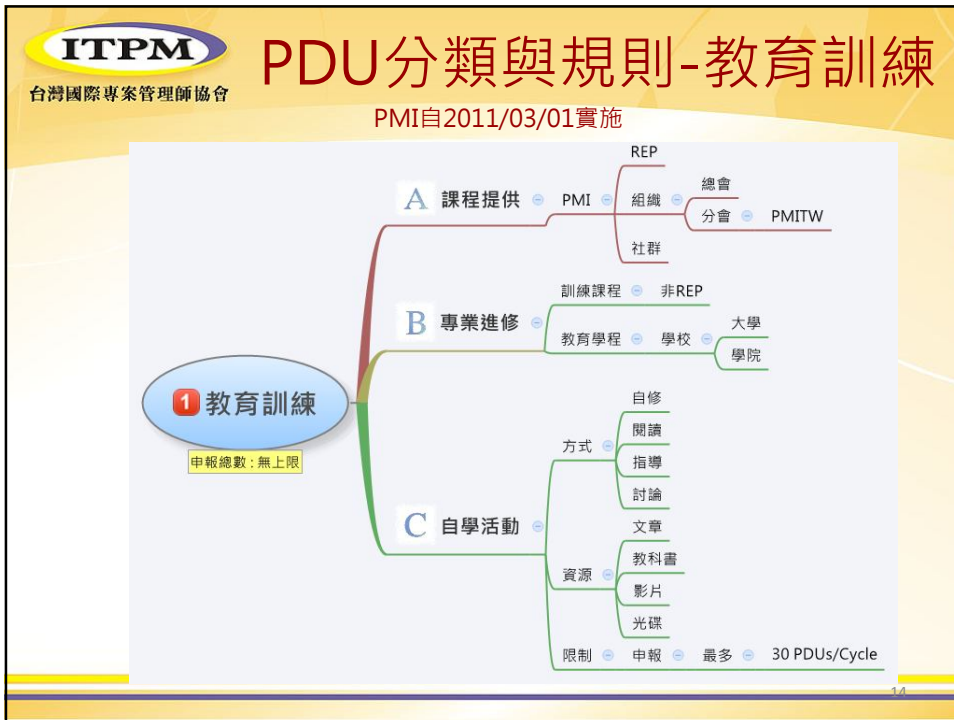 ITPM
台灣國際專案管理師協會
PDU分類與規則-教育訓練
PMI自2011/03/01實施
1 教育訓練
申報總數:無上限
A 課程提供
PMI
REP
組織
總會
分會
PMITW
社群
B 專業進修
訓練課程
非REP
教育學程
學校
大學
學院
C 自學活動
方式
自修
閱讀
指導
討論
資源
文章
教科書
影片
光碟
限制
申報
最多
30 PDUs/Cycle
14